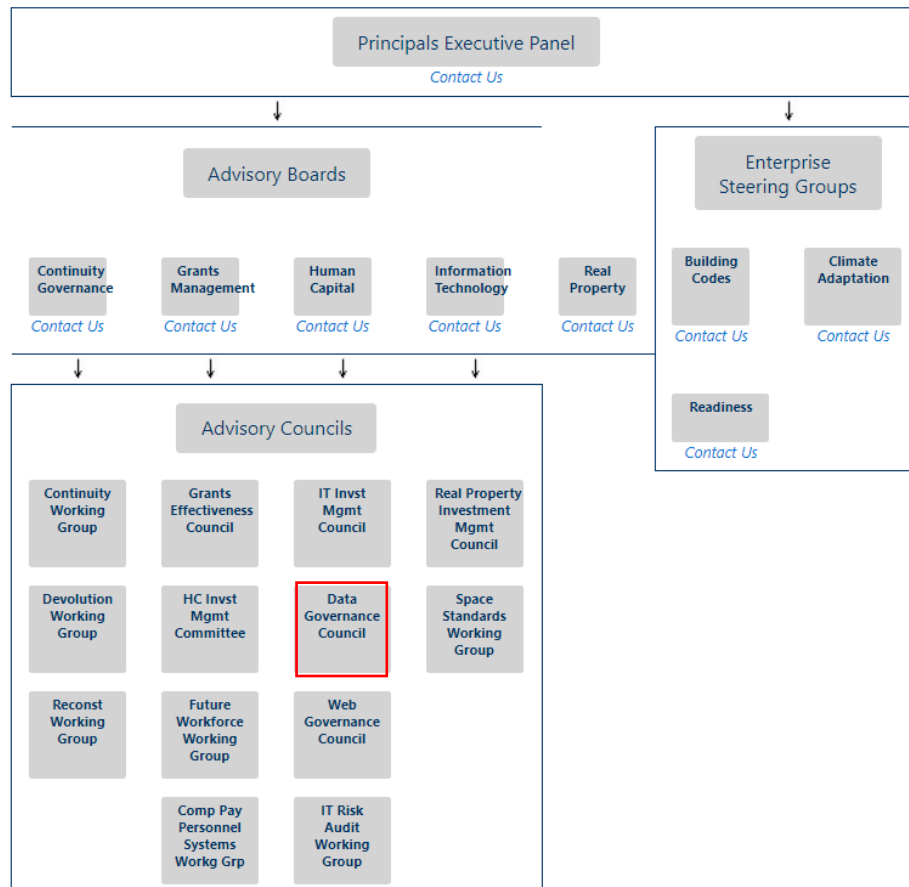 Principals Executive Panel
Contact Us
Advisory Boards
Enterprise
Steering Groups
Continuity
Governance
Contact Us
Grants
Management
Contact Us
Human
Capital
Contact Us
Information
Technology
Contact Us
Real
Property
Contact Us
Building
Codes
Contact Us
Climate
Adaptation
Contact Us
Readiness
Contact Us
Advisory Councils
Continuity
Working
Group
Grants
Effectiveness
Council
IT Invst
Mgmt
Council
Real Property
Investment
Mgmt
Council
Devolution
Working
Group
HC Invst
Mgmt
Committee
Data
Governance
Council
Space
Standards
Working
Group
Reconst
Working
Group
Future
Workforce
Working
Group
Web
Governance
Council
Comp Pay
Personnel
Systems
Workg Grp
IT Risk
Audit
Working
Group